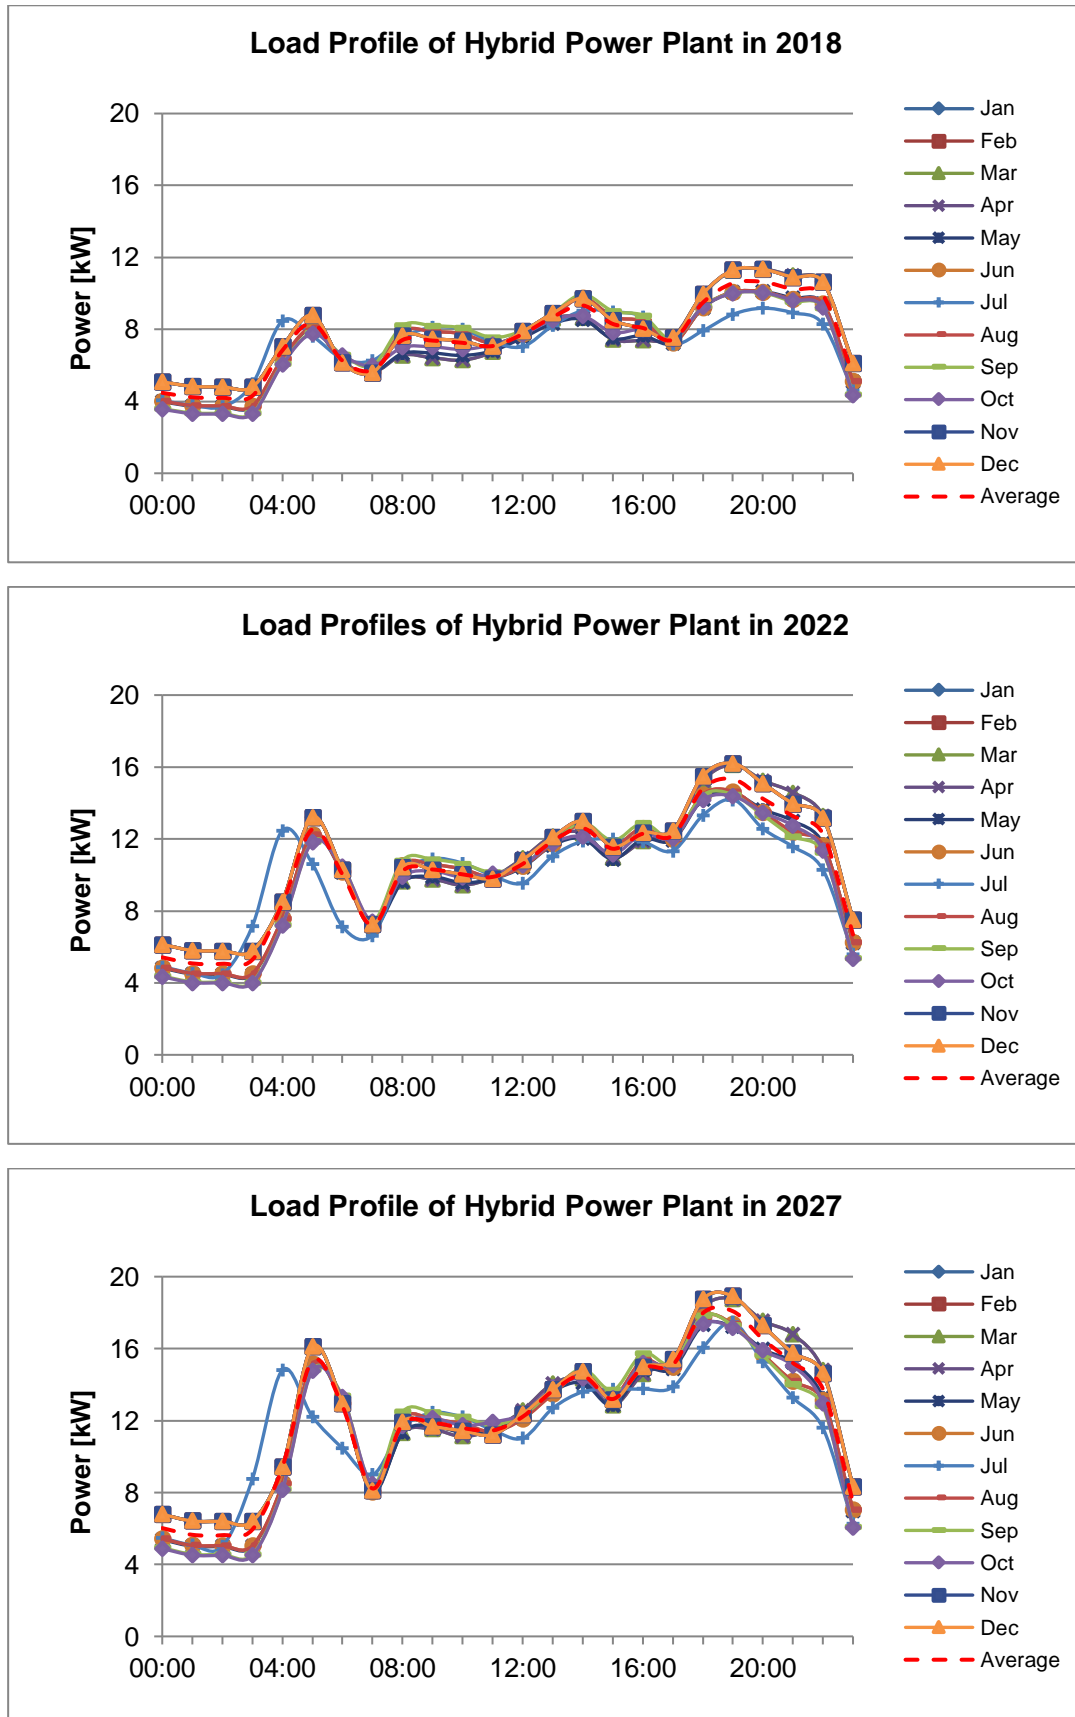 Load Profile of Hybrid Power Plant in 2018
Power [kW]
20
16
12
8
4
0
00:00 04:00 08:00 12:00 16:00 20:00
Jan
Feb
Mar
Apr
May
Jun
Jul
Aug
Sep
Oct
Nov
Dec
Average
Load Profiles of Hybrid Power Plant in 2022
Power [kW]
20
16
12
8
4
0
00:00 04:00 08:00 12:00 16:00 20:00
Jan
Feb
Mar
Apr
May
Jun
Jul
Aug
Sep
Oct
Nov
Dec
Average
Load Profile of Hybrid Power Plant in 2027
Power [kW]
20
16
12
8
4
0
00:00 04:00 08:00 12:00 16:00 20:00
Jan
Feb
Mar
Apr
May
Jun
Jul
Aug
Sep
Oct
Nov
Dec
Average